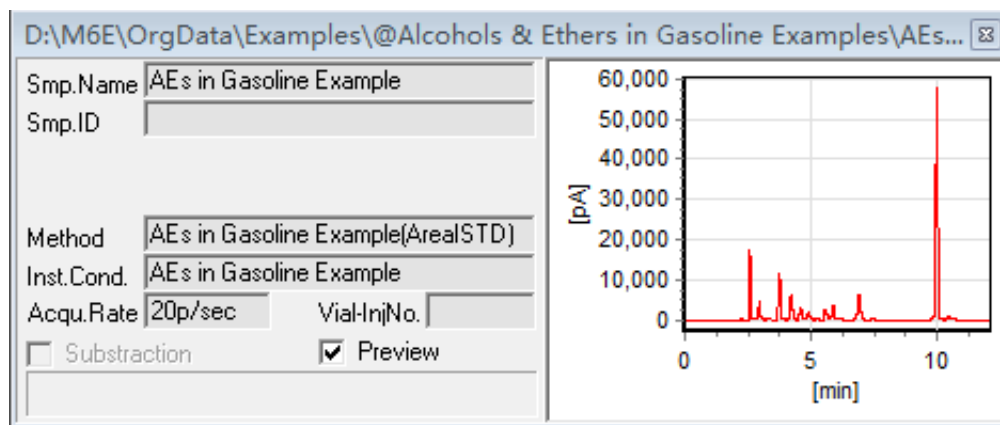 D:\M6E\OrgData\Examples\@Alcohols & Ethers in Gasoline Examples\AEs...
Smp.Name AEs in Gasoline Example
Smp.ID
Method AEs in Gasoline Example(ArealSTD)
Inst.Cond. AEs in Gasoline Example
Acqu.Rate 20p/sec Vial-InjNo.
Substraction Preview
60,000
50,000
40,000
30,000
20,000
10,000
0
[pA]
0 5 10
[min]